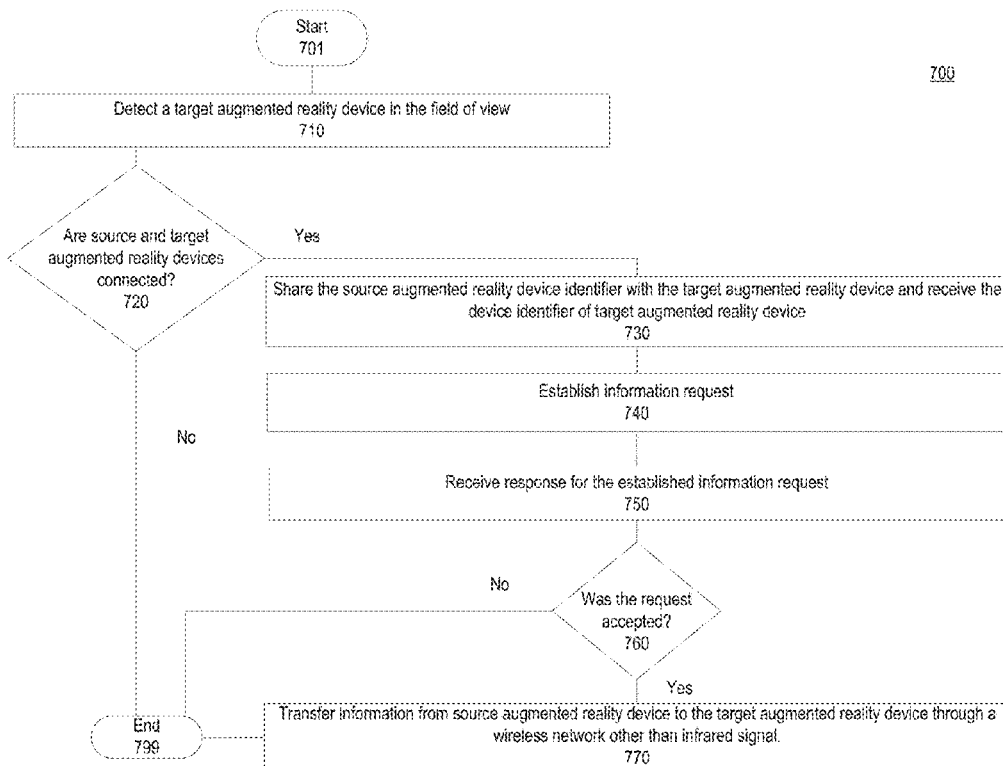 Start
701
700
Detect a target augmented reality device in the field of view
710
Are source and target
augmented reality devices
connected?
720
Yes
Share the source augmented reality device identifier with the target augmented reality device and receive the
device identifier of target augmented reality device
730
Establish information request
740
No
Receive response for the established information request
750
No
Was the request
accepted?
760
Yes
End
799
Transfer information from source augmented reality device to the target augmented reality device through a
wireless network other than infrared signal.
770